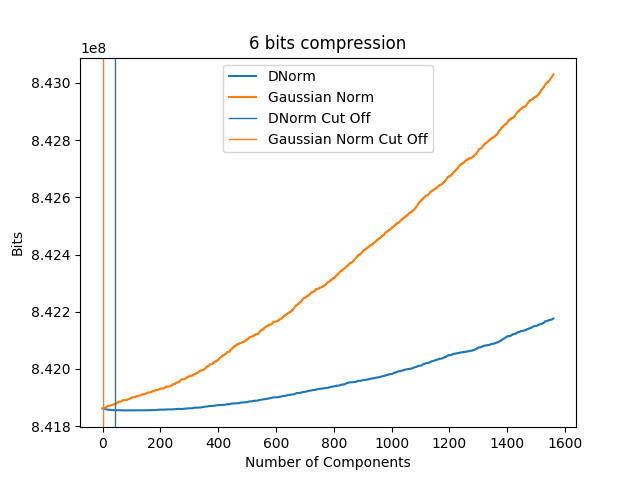 6 bits compression
1e8
DNorm
Gaussian Norm
DNorm Cut Off
Gaussian Norm Cut Off
8.430
8.428
8.426
8.424
8.422
8.420
8.418
Bits
0 200 400 600 800 1000 1200 1400 1600
Number of Components